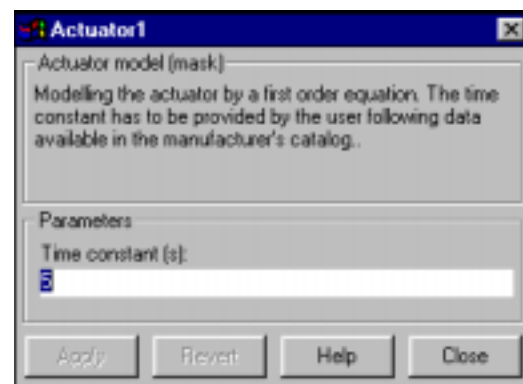 Actuator1
Actuator model (mask)
Modelling the actuator by a first order equation. The time
constant has to be provided by the user following data
available in the manufacturer's catalog..
Parameters
Time constant (s):
5
Apply
Revert
Help
Close